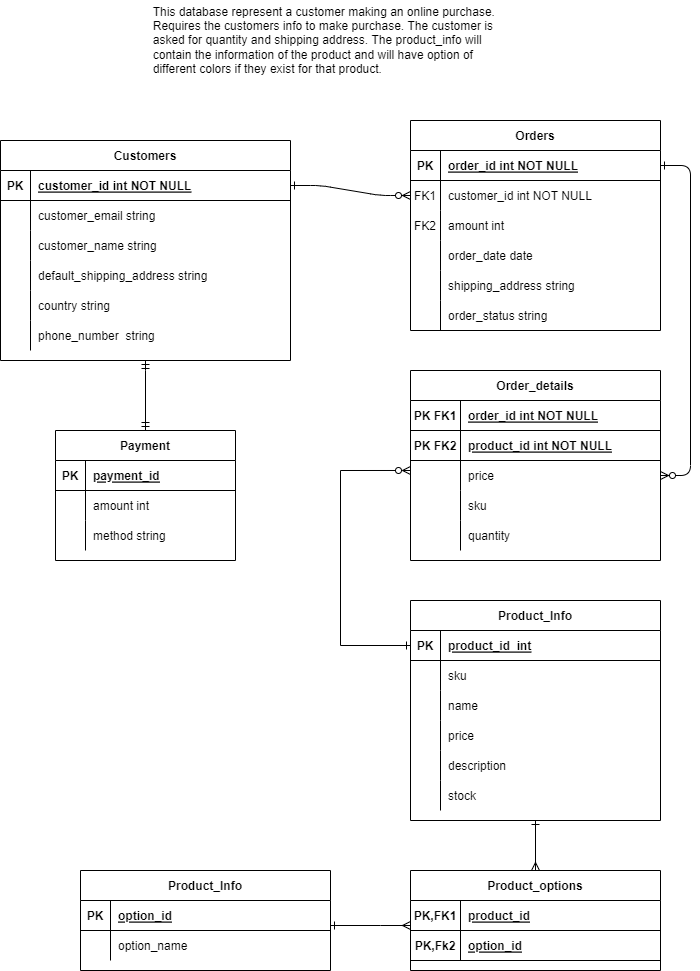 This database represent a customer making an online purchase.
Requires the customers info to make purchase. The customer is
asked for quantity and shipping address. The product_info will
contain the information of the product and will have option of
different colors if they exist for that product.
Customers
PK customer_id int NOT NULL
customer_email string
customer_name string
default_shipping_address string
country string
phone_number string
Orders
PK order_id int NOT NULL
FK1 customer_id int NOT NULL
FK2 amount int
order_date date
shipping_address string
order_status string
Payment
PK payment_id
amount int
method string
Order_details
PK FK1 order_id int NOT NULL
PK FK2 product_id int NOT NULL
price
sku
quantity
Product_Info
PK product_id int
sku
name
price
description
stock
Product_Info
PK option_id
option_name
Product_options
PK,FK1 product_id
PK,Fk2 option_id